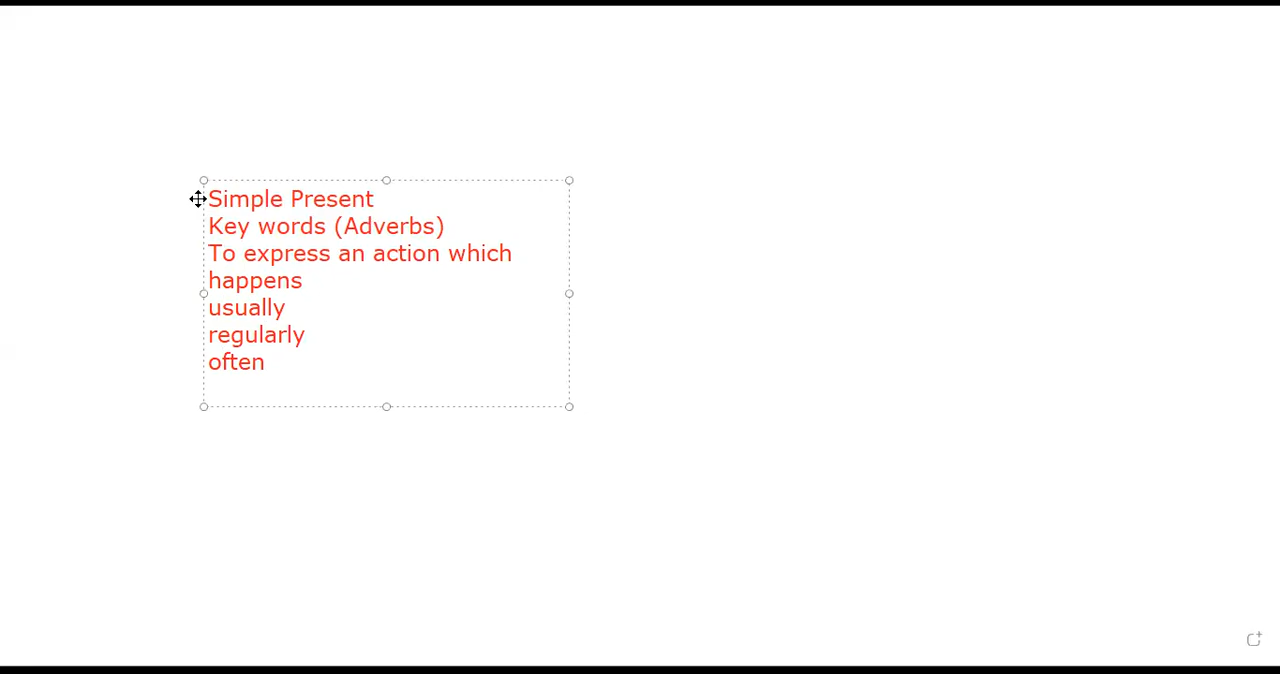 Simple Present
Key words (Adverbs)
To express an action which
happens
usually
regularly
often